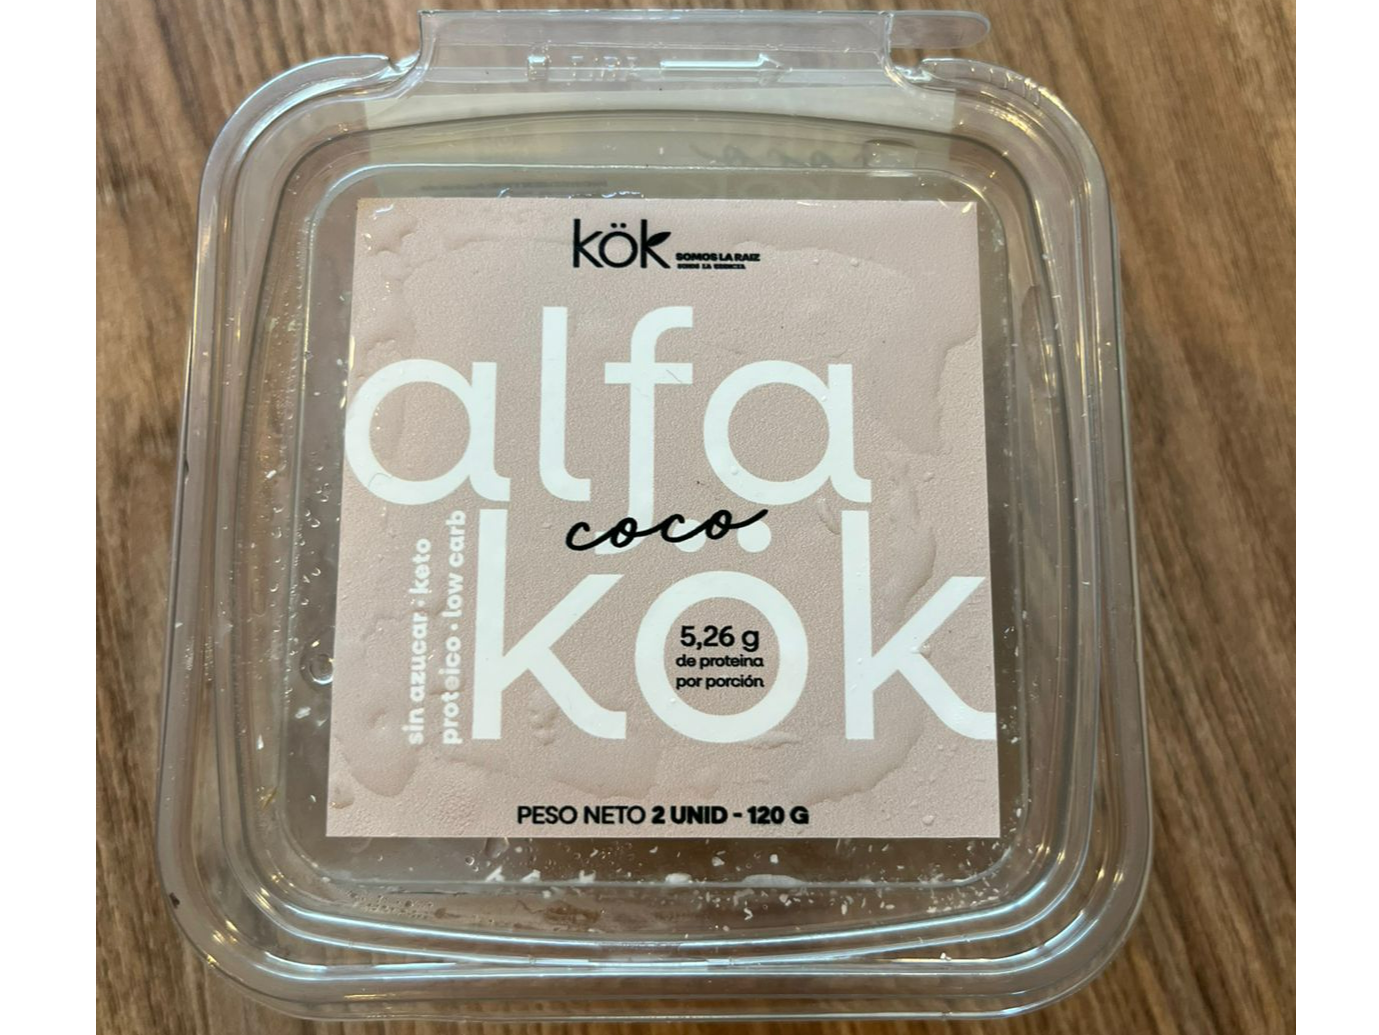 TIRA
kök
SOMOS LA RAIZ
alfa
coco
kök
sin azucar · keto
proteico · low carb
5,26 g
de proteina
por porción
PESO NETO 2 UNID - 120 G